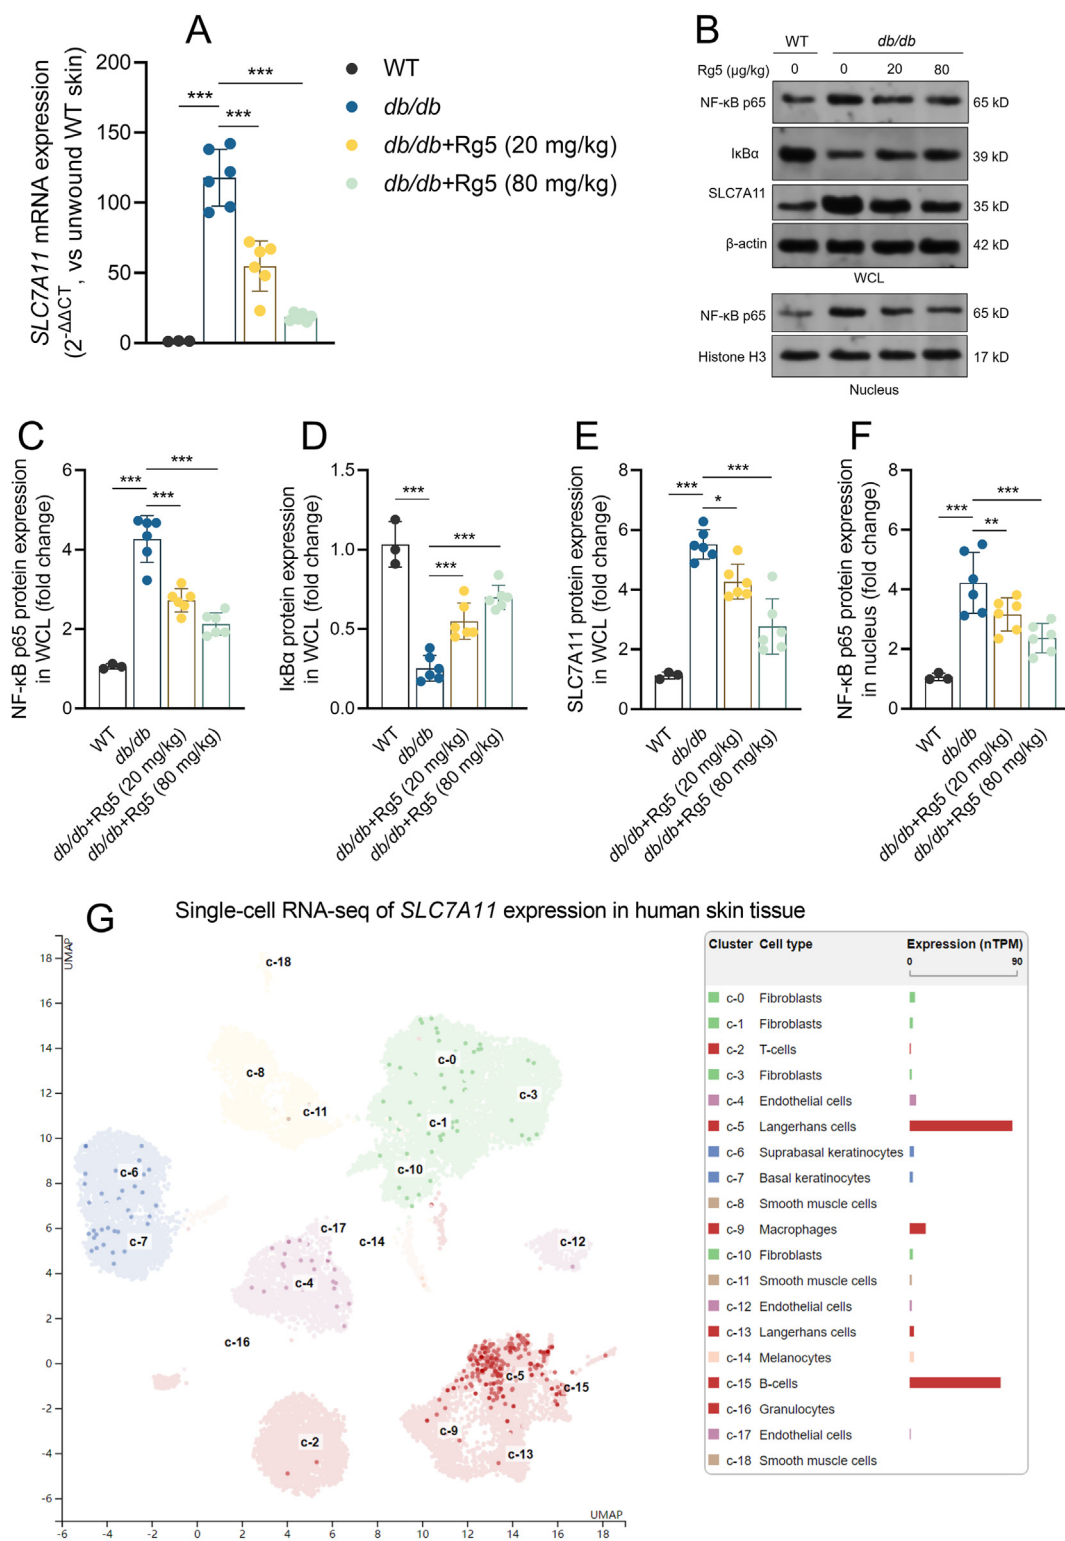 A
SLC7A11 mRNA expression
(2-ΔΔCT, vs unwound WT skin)
200
150
100
50
0
***
***
***
WT
db/db
db/db+Rg5 (20 mg/kg)
db/db+Rg5 (80 mg/kg)
B
WT db/db
Rg5 (μg/kg) 0 0 20 80
NF-κB p65 65 kD
IκBα 39 kD
SLC7A11 35 kD
β-actin 42 kD
WCL
NF-κB p65 65 kD
Histone H3 17 kD
Nucleus
C
NF-κB p65 protein expression
in WCL (fold change)
6
4
2
0
***
***
***
WT
db/db
db/db+Rg5 (20 mg/kg)
db/db+Rg5 (80 mg/kg)
D
IκBα protein expression
in WCL (fold change)
1.5
1.0
0.5
0.0
***
***
***
WT
db/db
db/db+Rg5 (20 mg/kg)
db/db+Rg5 (80 mg/kg)
E
SLC7A11 protein expression
in WCL (fold change)
8
6
4
2
0
***
***
*
WT
db/db
db/db+Rg5 (20 mg/kg)
db/db+Rg5 (80 mg/kg)
F
NF-κB p65 protein expression
in nucleus (fold change)
8
6
4
2
0
***
***
**
WT
db/db
db/db+Rg5 (20 mg/kg)
db/db+Rg5 (80 mg/kg)
G
Single-cell RNA-seq of SLC7A11 expression in human skin tissue
UMAP
18
16
14
12
10
8
6
4
2
0
-2
-4
-6
-6 -4 -2 0 2 4 6 8 10 12 14 16 18
UMAP
c-18
c-0
c-8
c-3
c-11
c-1
c-10
c-6
c-17
c-7
c-14
c-12
c-4
c-16
c-5
c-15
c-9
c-2
c-13
Cluster Cell type Expression (nTPM)
0 90
c-0 Fibroblasts
c-1 Fibroblasts
c-2 T-cells
c-3 Fibroblasts
c-4 Endothelial cells
c-5 Langerhans cells
c-6 Suprabasal keratinocytes
c-7 Basal keratinocytes
c-8 Smooth muscle cells
c-9 Macrophages
c-10 Fibroblasts
c-11 Smooth muscle cells
c-12 Endothelial cells
c-13 Langerhans cells
c-14 Melanocytes
c-15 B-cells
c-16 Granulocytes
c-17 Endothelial cells
c-18 Smooth muscle cells